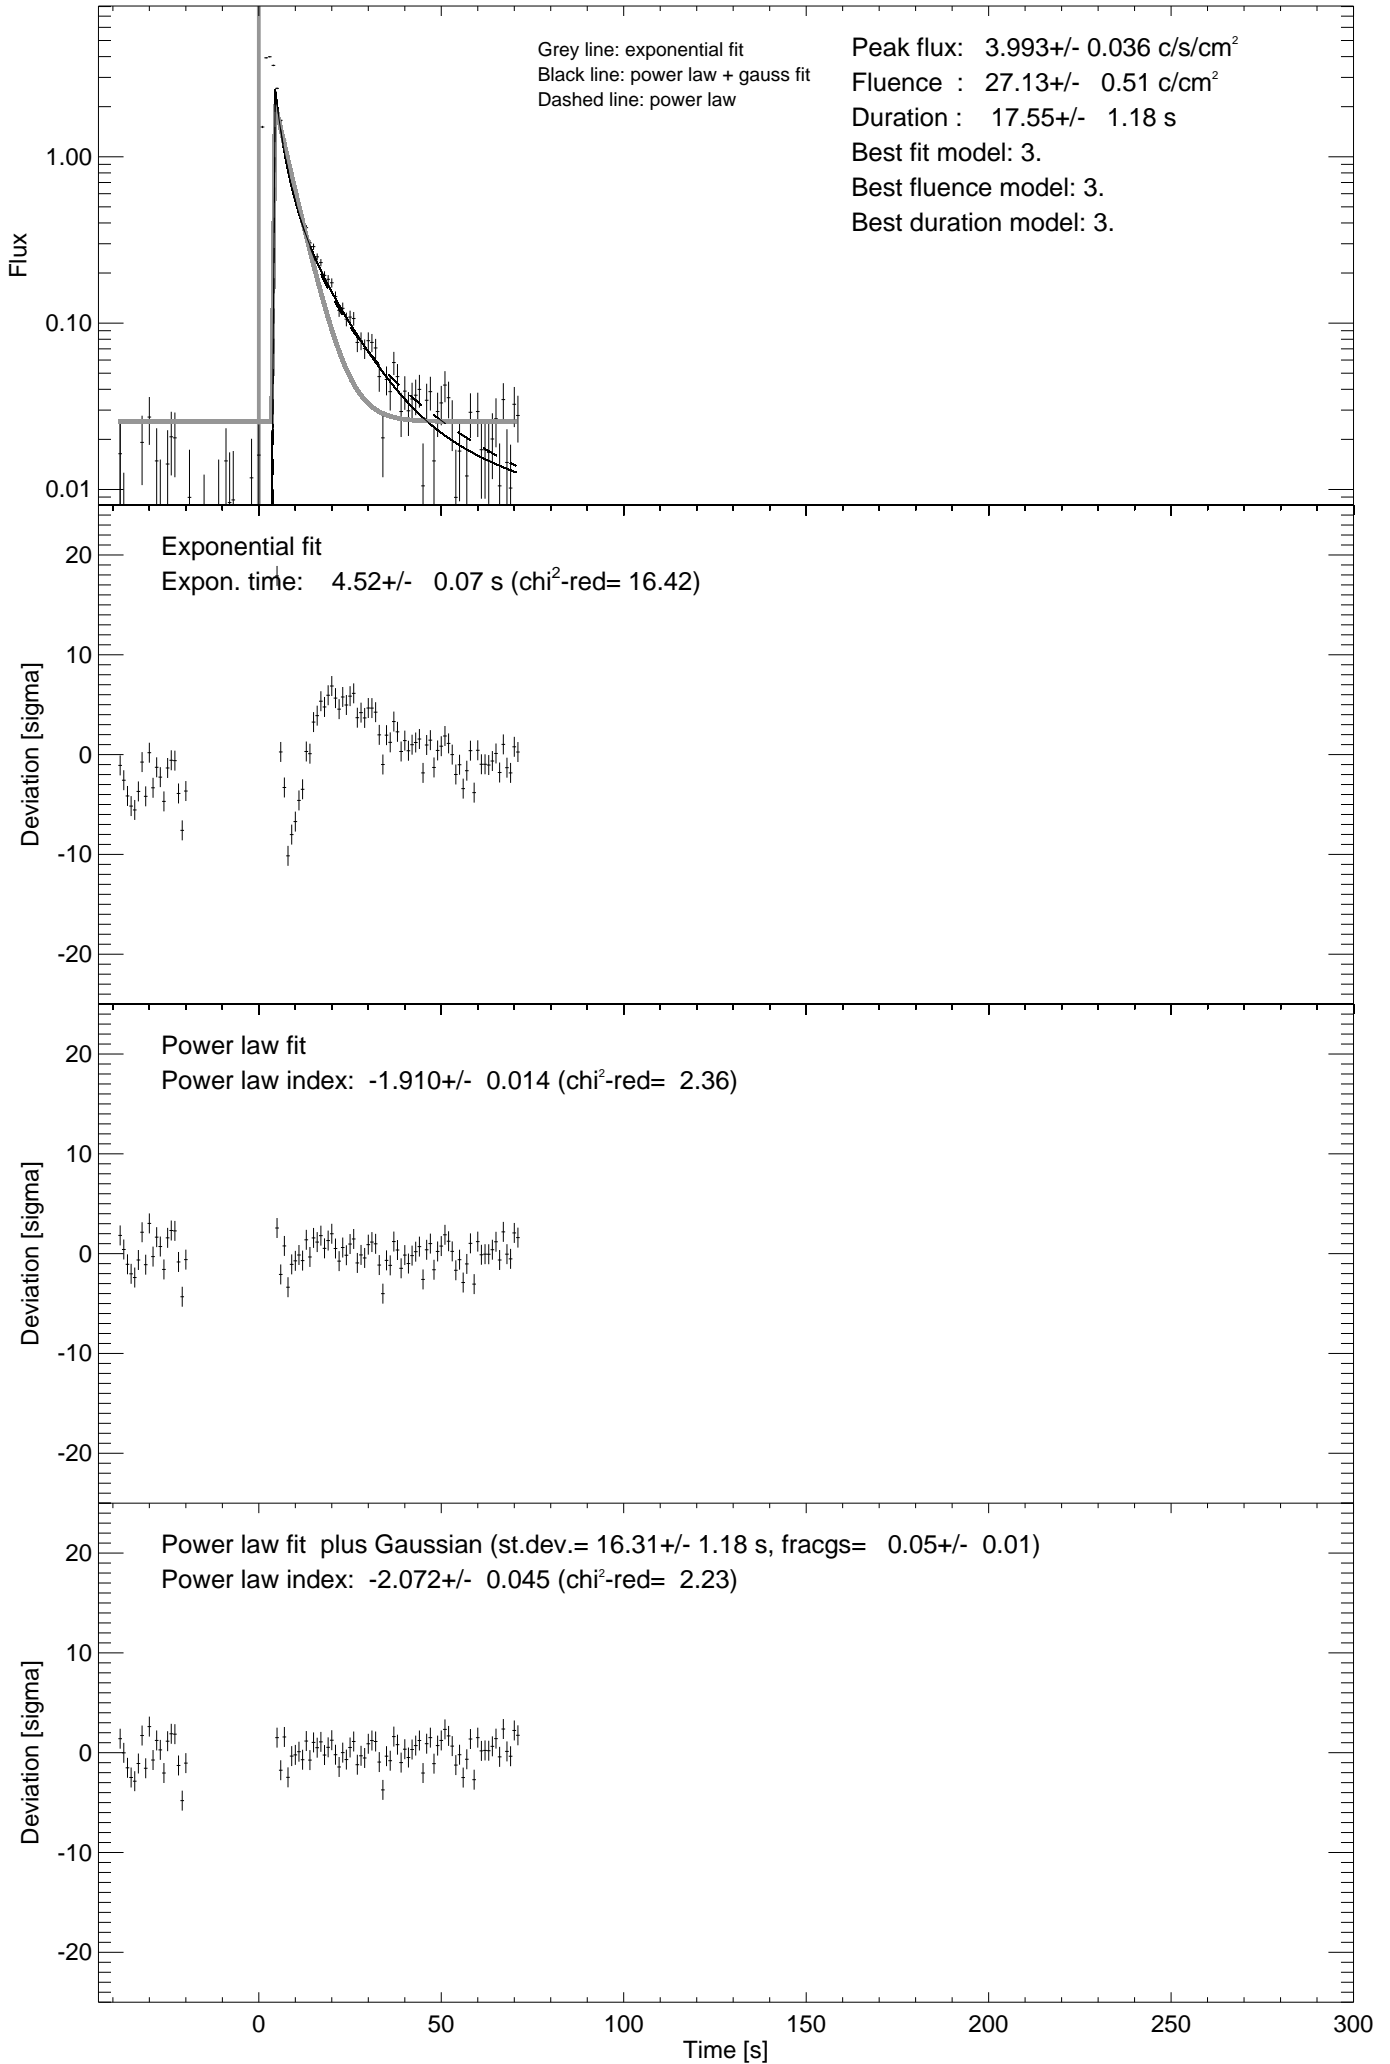 Grey line: exponential fit
Black line: power law + gauss fit
Dashed line: power law
Peak flux: 3.993+/- 0.036 c/s/cm²
Fluence : 27.13+/- 0.51 c/cm²
Duration : 17.55+/- 1.18 s
Best fit model: 3.
Best fluence model: 3.
Best duration model: 3.
Flux
1.00
0.10
0.01
Exponential fit
Expon. time: 4.52+/- 0.07 s (chi²-red= 16.42)
Deviation [sigma]
20
10
0
-10
-20
Power law fit
Power law index: -1.910+/- 0.014 (chi²-red= 2.36)
Deviation [sigma]
20
10
0
-10
-20
Power law fit plus Gaussian (st.dev.= 16.31+/- 1.18 s, fracgs= 0.05+/- 0.01)
Power law index: -2.072+/- 0.045 (chi²-red= 2.23)
Deviation [sigma]
20
10
0
-10
-20
0 50 100 150 200 250 300
Time [s]